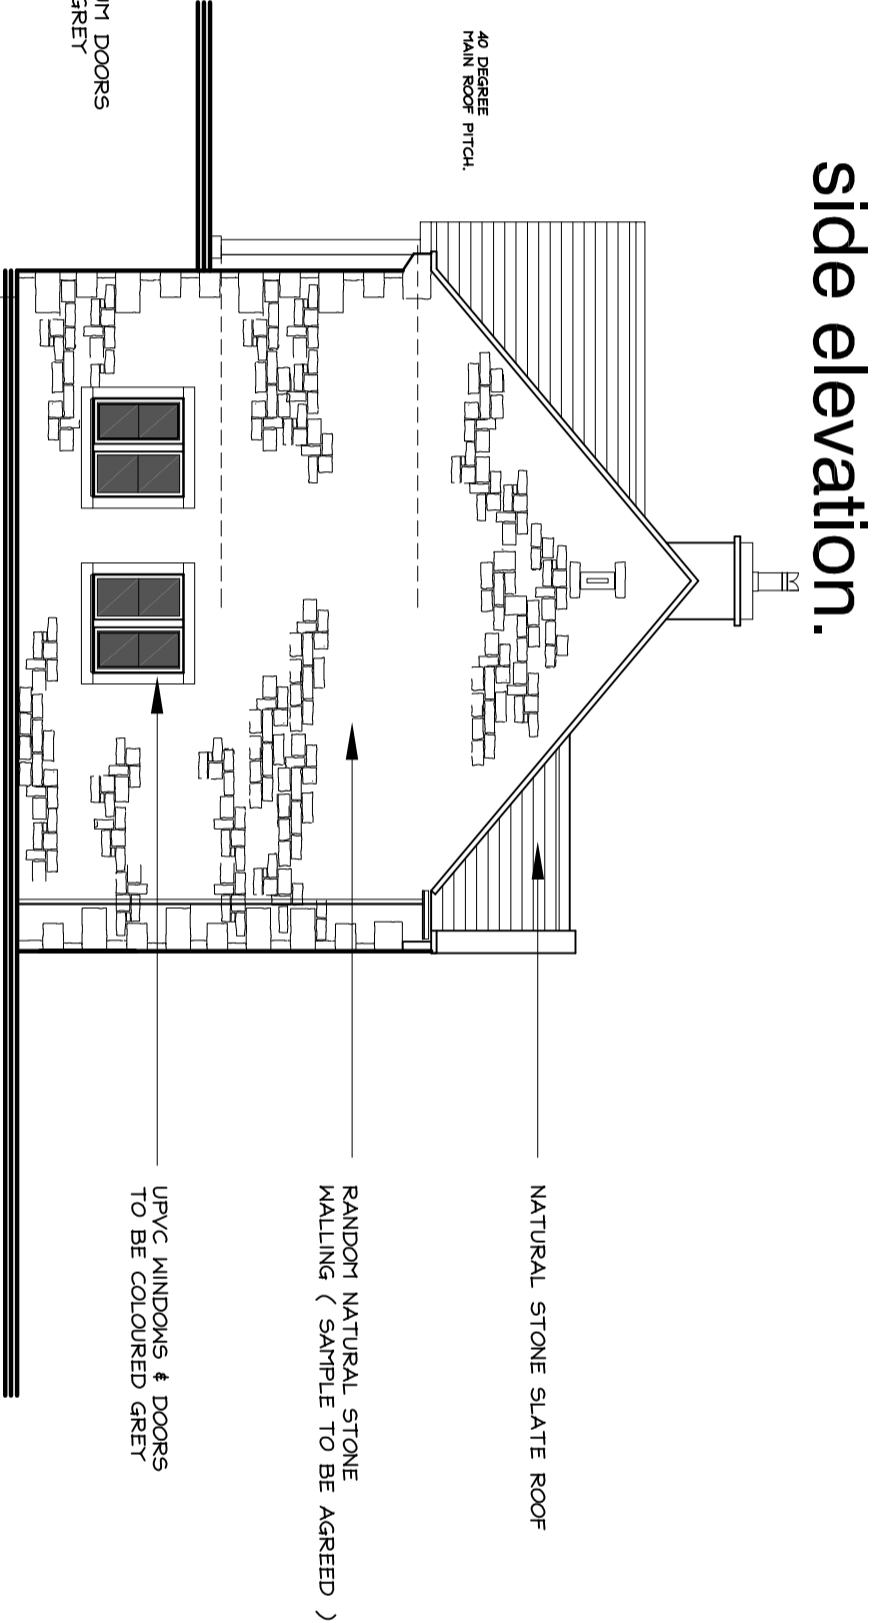 side elevation.
40 DEGREE
MAIN ROOF PITCH.
NATURAL STONE SLATE ROOF
RANDOM NATURAL STONE
WALLING ( SAMPLE TO BE AGREED )
UPVC WINDOWS & DOORS
TO BE COLOURED GREY
DOORS
GREY